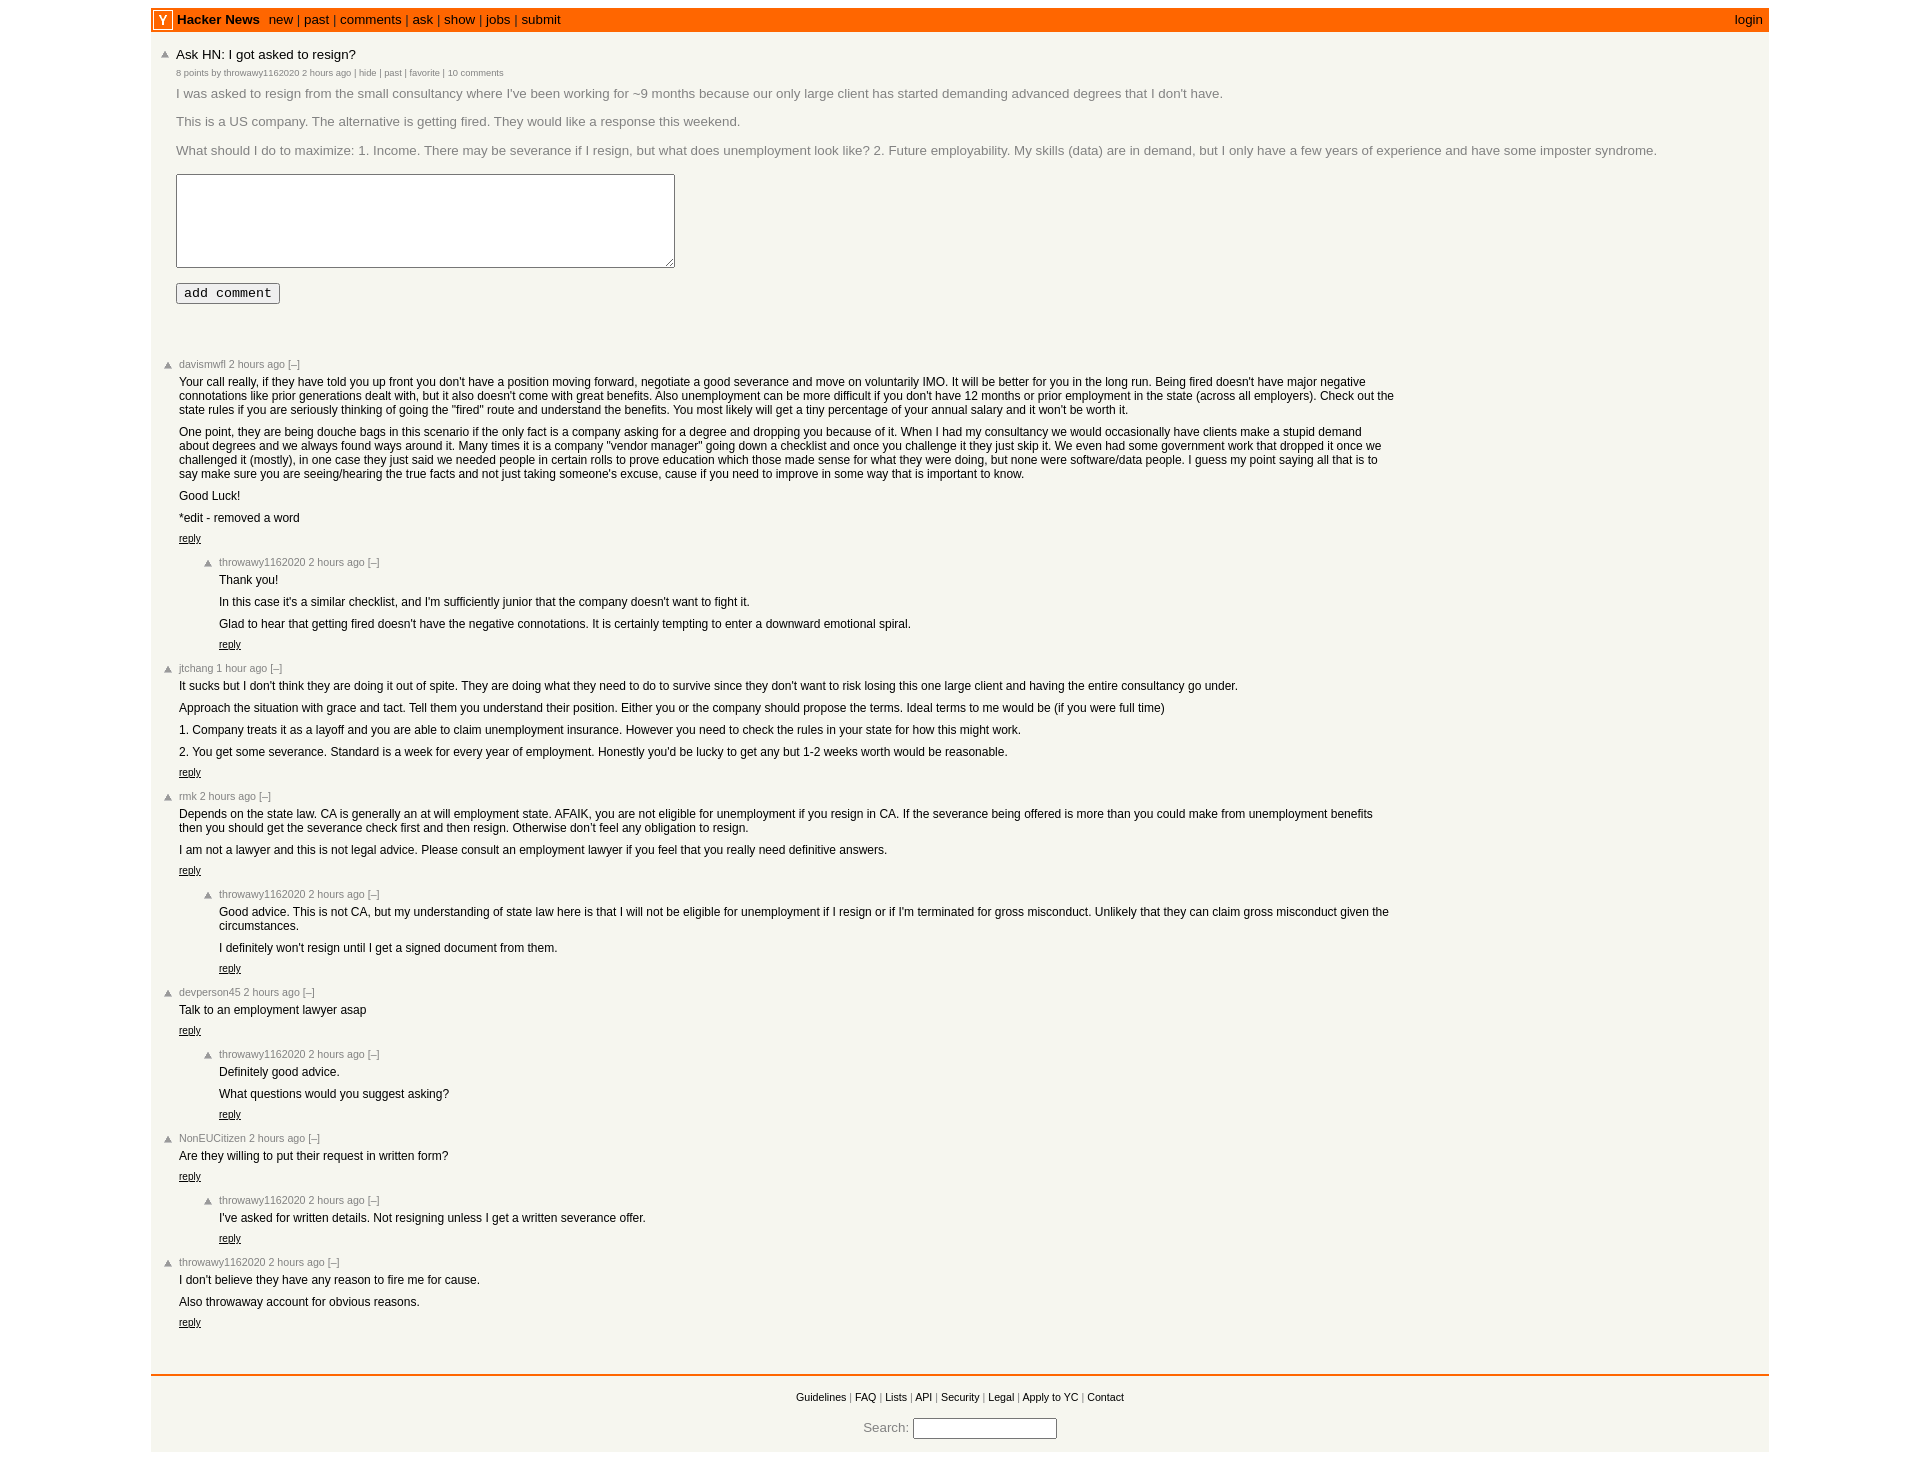 Y Hacker News new | past | comments | ask | show | jobs | submit login
Ask HN: I got asked to resign?
8 points by throwawy1162020 2 hours ago | hide | past | favorite | 10 comments
I was asked to resign from the small consultancy where I've been working for ~9 months because our only large client has started demanding advanced degrees that I don't have.
This is a US company. The alternative is getting fired. They would like a response this weekend.
What should I do to maximize: 1. Income. There may be severance if I resign, but what does unemployment look like? 2. Future employability. My skills (data) are in demand, but I only have a few years of experience and have some imposter syndrome.
add comment
davismwfl 2 hours ago [–]
Your call really, if they have told you up front you don't have a position moving forward, negotiate a good severance and move on voluntarily IMO. It will be better for you in the long run. Being fired doesn't have major negative
connotations like prior generations dealt with, but it also doesn't come with great benefits. Also unemployment can be more difficult if you don't have 12 months or prior employment in the state (across all employers). Check out the
state rules if you are seriously thinking of going the "fired" route and understand the benefits. You most likely will get a tiny percentage of your annual salary and it won't be worth it.
One point, they are being douche bags in this scenario if the only fact is a company asking for a degree and dropping you because of it. When I had my consultancy we would occasionally have clients make a stupid demand
about degrees and we always found ways around it. Many times it is a company "vendor manager" going down a checklist and once you challenge it they just skip it. We even had some government work that dropped it once we
challenged it (mostly), in one case they just said we needed people in certain rolls to prove education which those made sense for what they were doing, but none were software/data people. I guess my point saying all that is to
say make sure you are seeing/hearing the true facts and not just taking someone's excuse, cause if you need to improve in some way that is important to know.
Good Luck!
*edit - removed a word
reply
throwawy1162020 2 hours ago [–]
Thank you!
In this case it's a similar checklist, and I'm sufficiently junior that the company doesn't want to fight it.
Glad to hear that getting fired doesn't have the negative connotations. It is certainly tempting to enter a downward emotional spiral.
reply
jtchang 1 hour ago [–]
It sucks but I don't think they are doing it out of spite. They are doing what they need to do to survive since they don't want to risk losing this one large client and having the entire consultancy go under.
Approach the situation with grace and tact. Tell them you understand their position. Either you or the company should propose the terms. Ideal terms to me would be (if you were full time)
1. Company treats it as a layoff and you are able to claim unemployment insurance. However you need to check the rules in your state for how this might work.
2. You get some severance. Standard is a week for every year of employment. Honestly you'd be lucky to get any but 1-2 weeks worth would be reasonable.
reply
rmk 2 hours ago [–]
Depends on the state law. CA is generally an at will employment state. AFAIK, you are not eligible for unemployment if you resign in CA. If the severance being offered is more than you could make from unemployment benefits
then you should get the severance check first and then resign. Otherwise don't feel any obligation to resign.
I am not a lawyer and this is not legal advice. Please consult an employment lawyer if you feel that you really need definitive answers.
reply
throwawy1162020 2 hours ago [–]
Good advice. This is not CA, but my understanding of state law here is that I will not be eligible for unemployment if I resign or if I'm terminated for gross misconduct. Unlikely that they can claim gross misconduct given the
circumstances.
I definitely won't resign until I get a signed document from them.
reply
devperson45 2 hours ago [–]
Talk to an employment lawyer asap
reply
throwawy1162020 2 hours ago [–]
Definitely good advice.
What questions would you suggest asking?
reply
NonEUCitizen 2 hours ago [–]
Are they willing to put their request in written form?
reply
throwawy1162020 2 hours ago [–]
I've asked for written details. Not resigning unless I get a written severance offer.
reply
throwawy1162020 2 hours ago [–]
I don't believe they have any reason to fire me for cause.
Also throwaway account for obvious reasons.
reply
Guidelines | FAQ | Lists | API | Security | Legal | Apply to YC | Contact
Search: